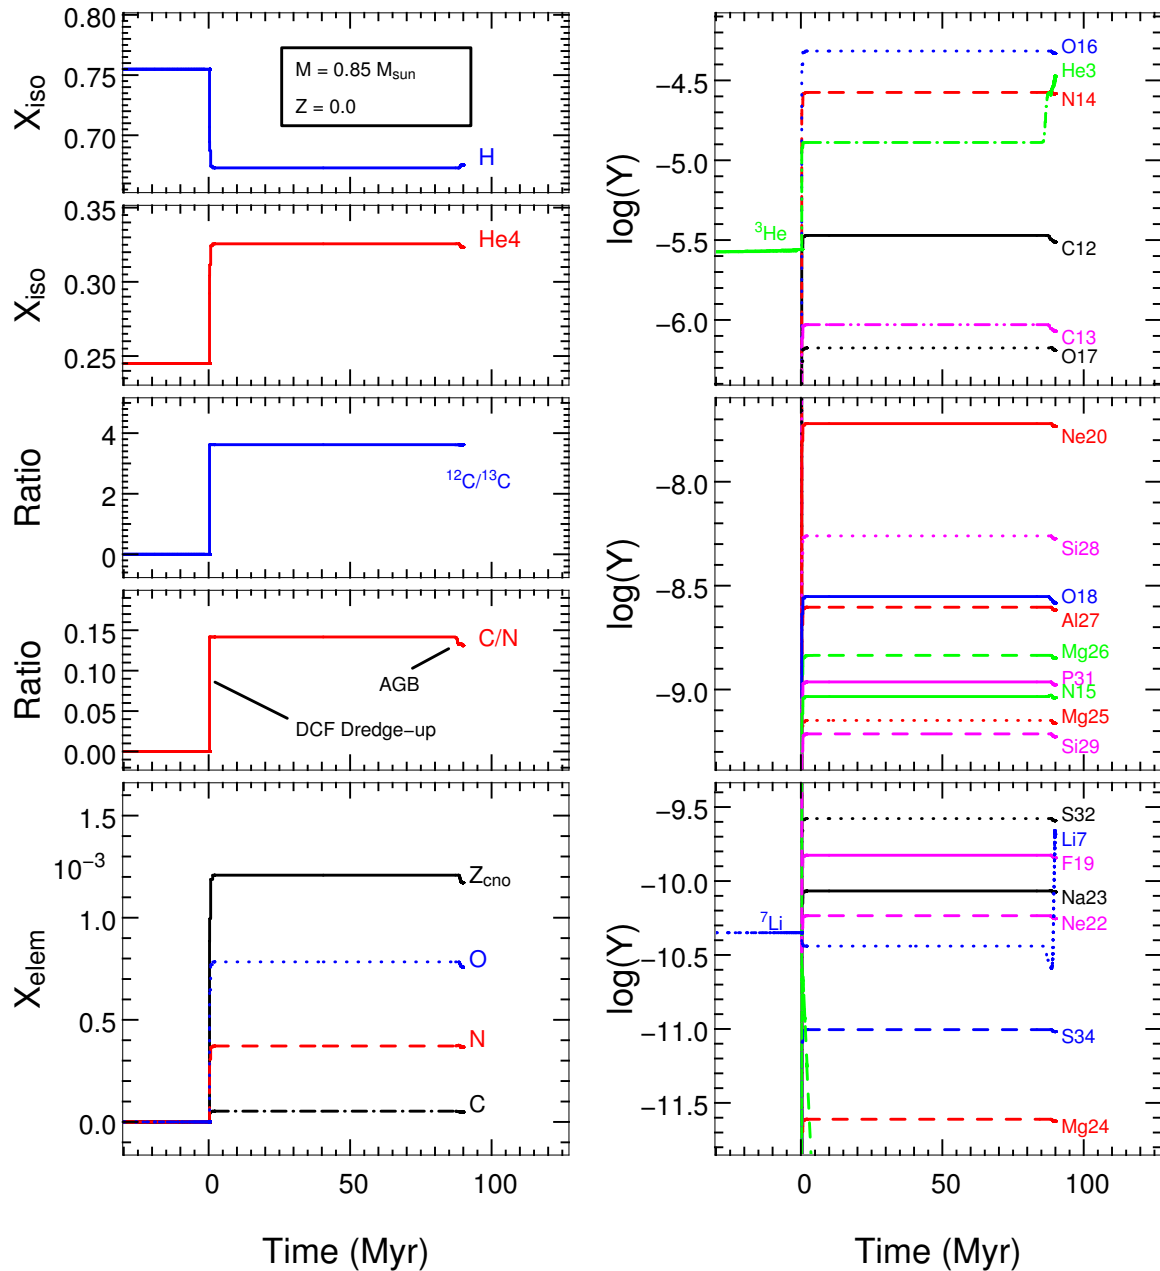 0.80
0.75
0.70
0.65
X_iso
M = 0.85 M_sun
Z = 0.0
H
0.35
0.30
0.25
X_iso
He4
4
2
0
Ratio
¹²C/¹³C
0.15
0.10
0.05
0.00
Ratio
C/N
AGB
DCF Dredge−up
1.5
10⁻³
1.0
0.5
0.0
X_elem
Z_cno
O
N
C
0 50 100
Time (Myr)
−4.5
−5.0
−5.5
−6.0
log(Y)
³He
O16
He3
N14
C12
C13
O17
−8.0
−8.5
−9.0
log(Y)
Ne20
Si28
O18
Al27
Mg26
P31
N15
Mg25
Si29
−9.5
−10.0
−10.5
−11.0
−11.5
log(Y)
⁷Li
S32
Li7
F19
Na23
Ne22
S34
Mg24
0 50 100
Time (Myr)